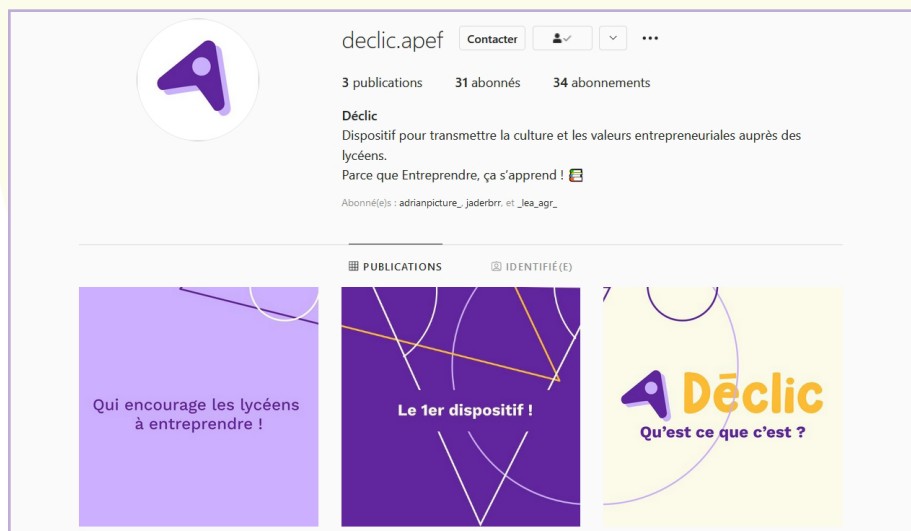 declic.apef Contacter
3 publications 31 abonnés 34 abonnements
Déclic
Dispositif pour transmettre la culture et les valeurs entrepreneuriales auprès des
lycéens.
Parce que Entreprendre, ça s'apprend !
Abonné(e)s : adrianpicture_, jaderbrr, et _lea_agr_
PUBLICATIONS IDENTIFIÉ(E)
Qui encourage les lycéens
à entreprendre !
Le 1er dispositif !
Déclic
Qu'est ce que c'est ?